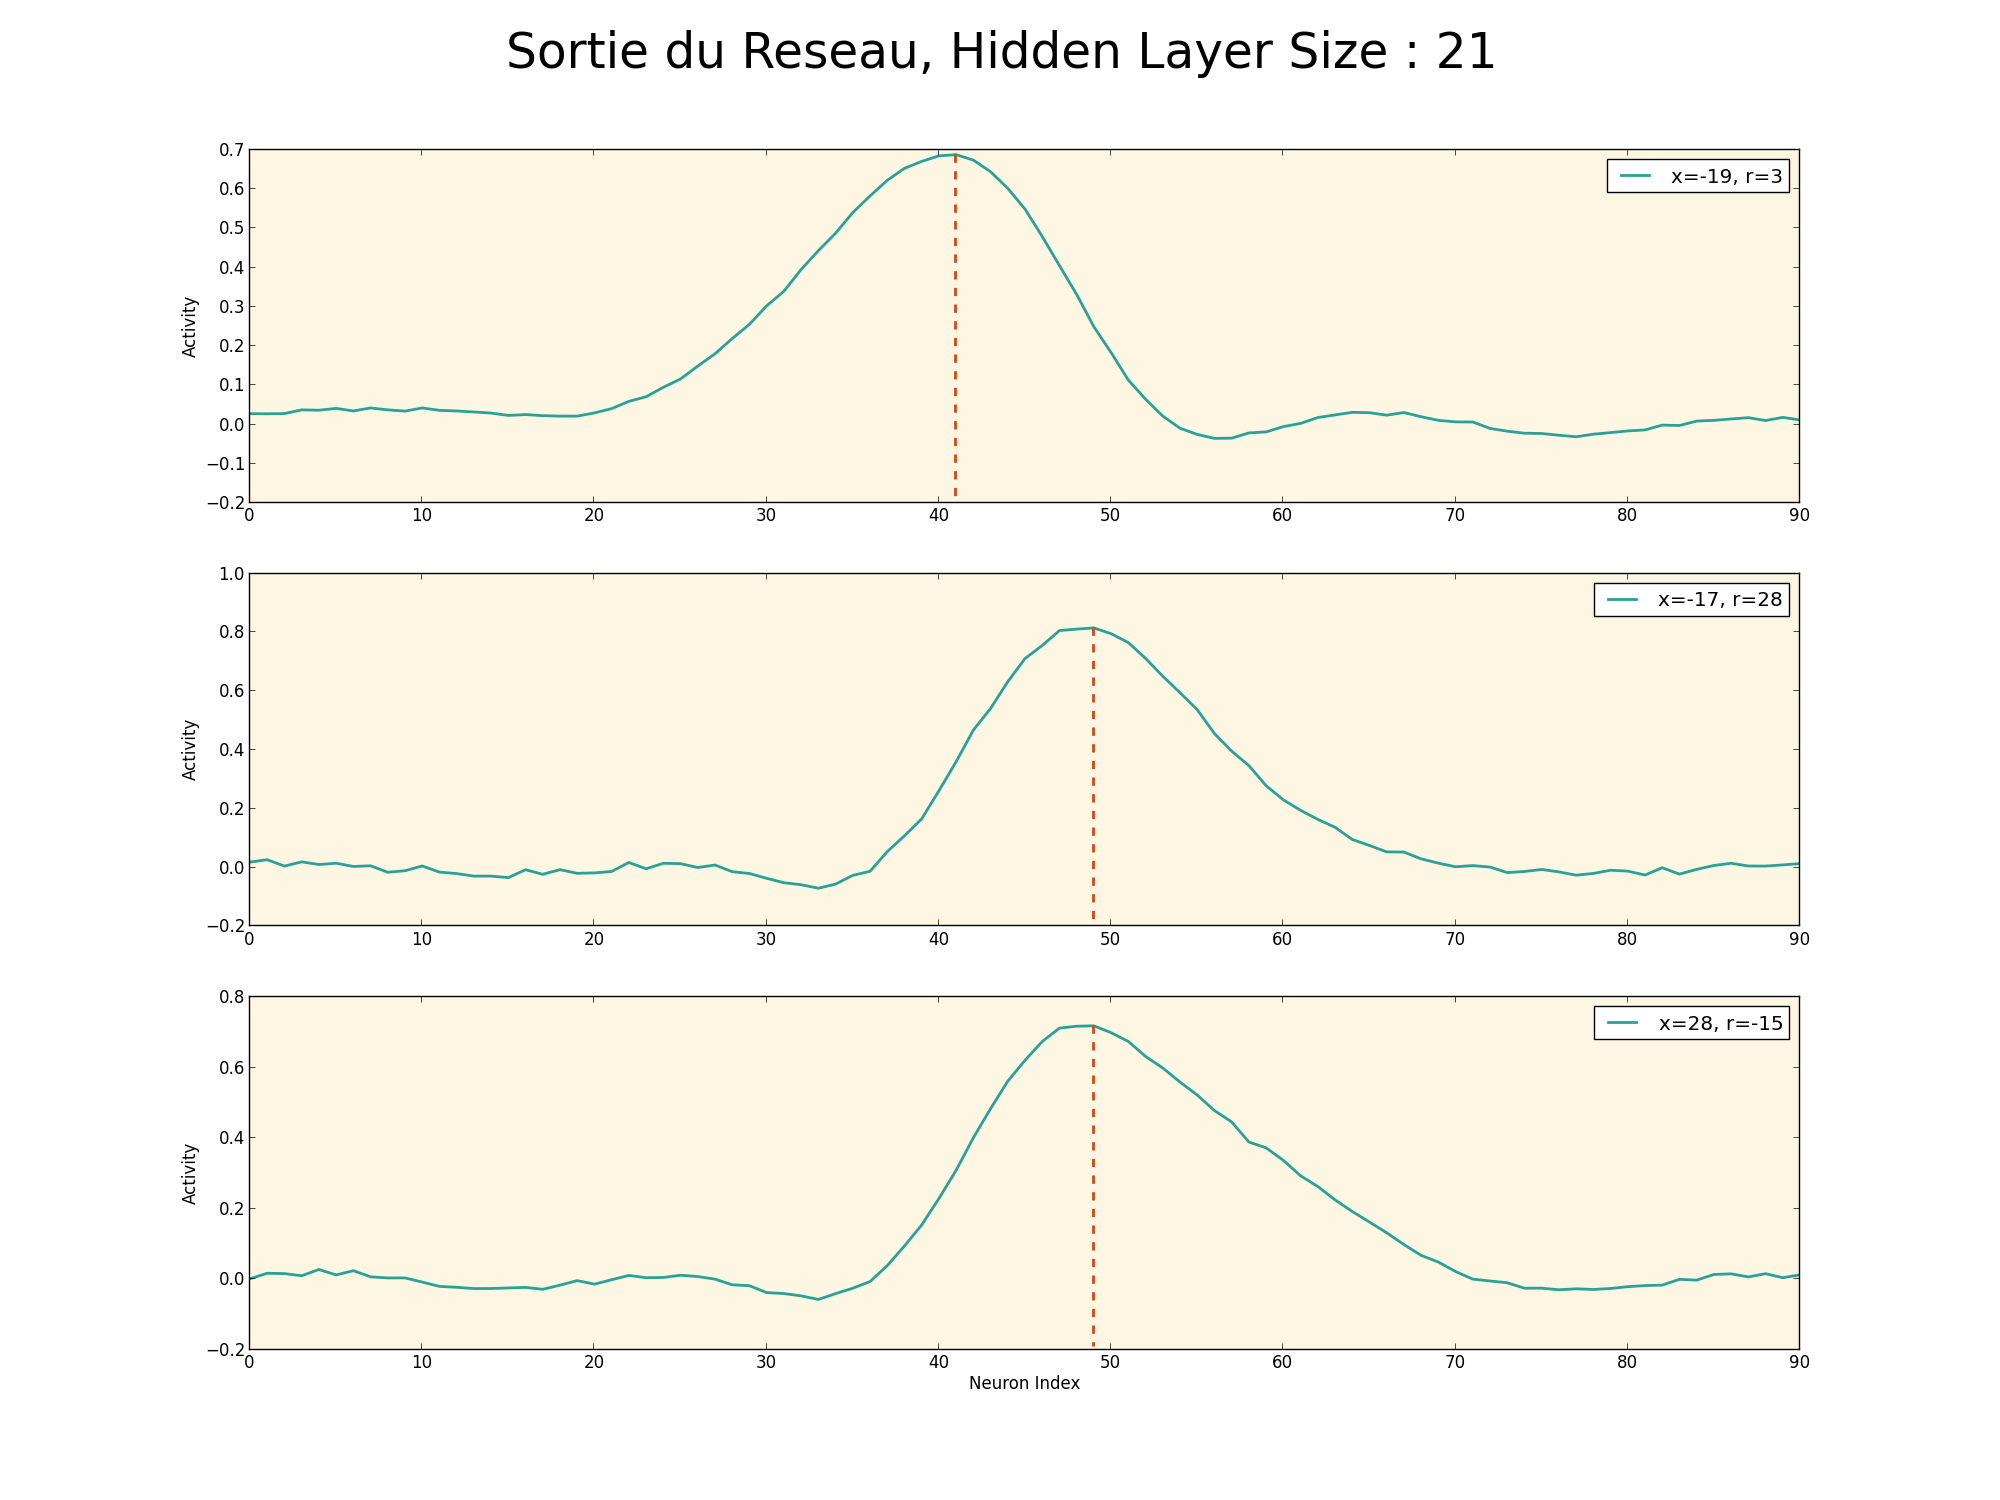 Sortie du Reseau, Hidden Layer Size : 21
0.7
0.6
0.5
0.4
0.3
0.2
0.1
0.0
−0.1
−0.2
Activity
x=-19, r=3
0 10 20 30 40 50 60 70 80 90
1.0
0.8
0.6
0.4
0.2
0.0
−0.2
Activity
x=-17, r=28
0 10 20 30 40 50 60 70 80 90
0.8
0.6
0.4
0.2
0.0
−0.2
Activity
x=28, r=-15
0 10 20 30 40 50 60 70 80 90
Neuron Index